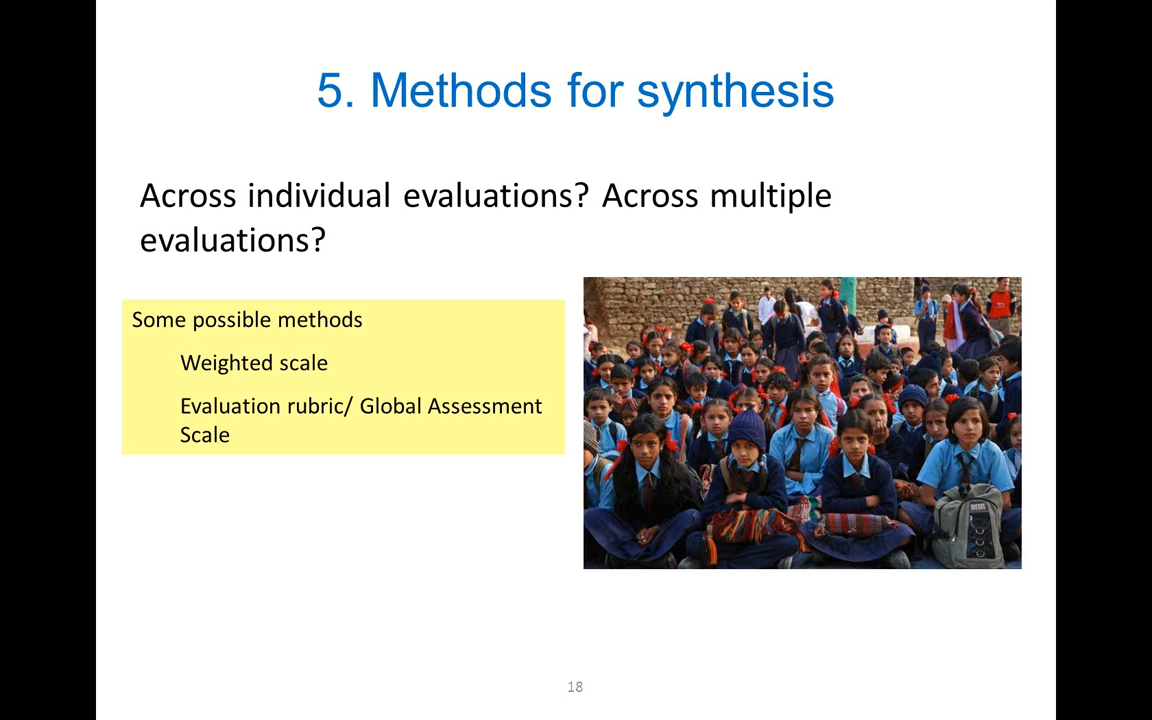 5. Methods for synthesis
Across individual evaluations? Across multiple
evaluations?
Some possible methods
Weighted scale
Evaluation rubric/ Global Assessment
Scale
DIESEL
18